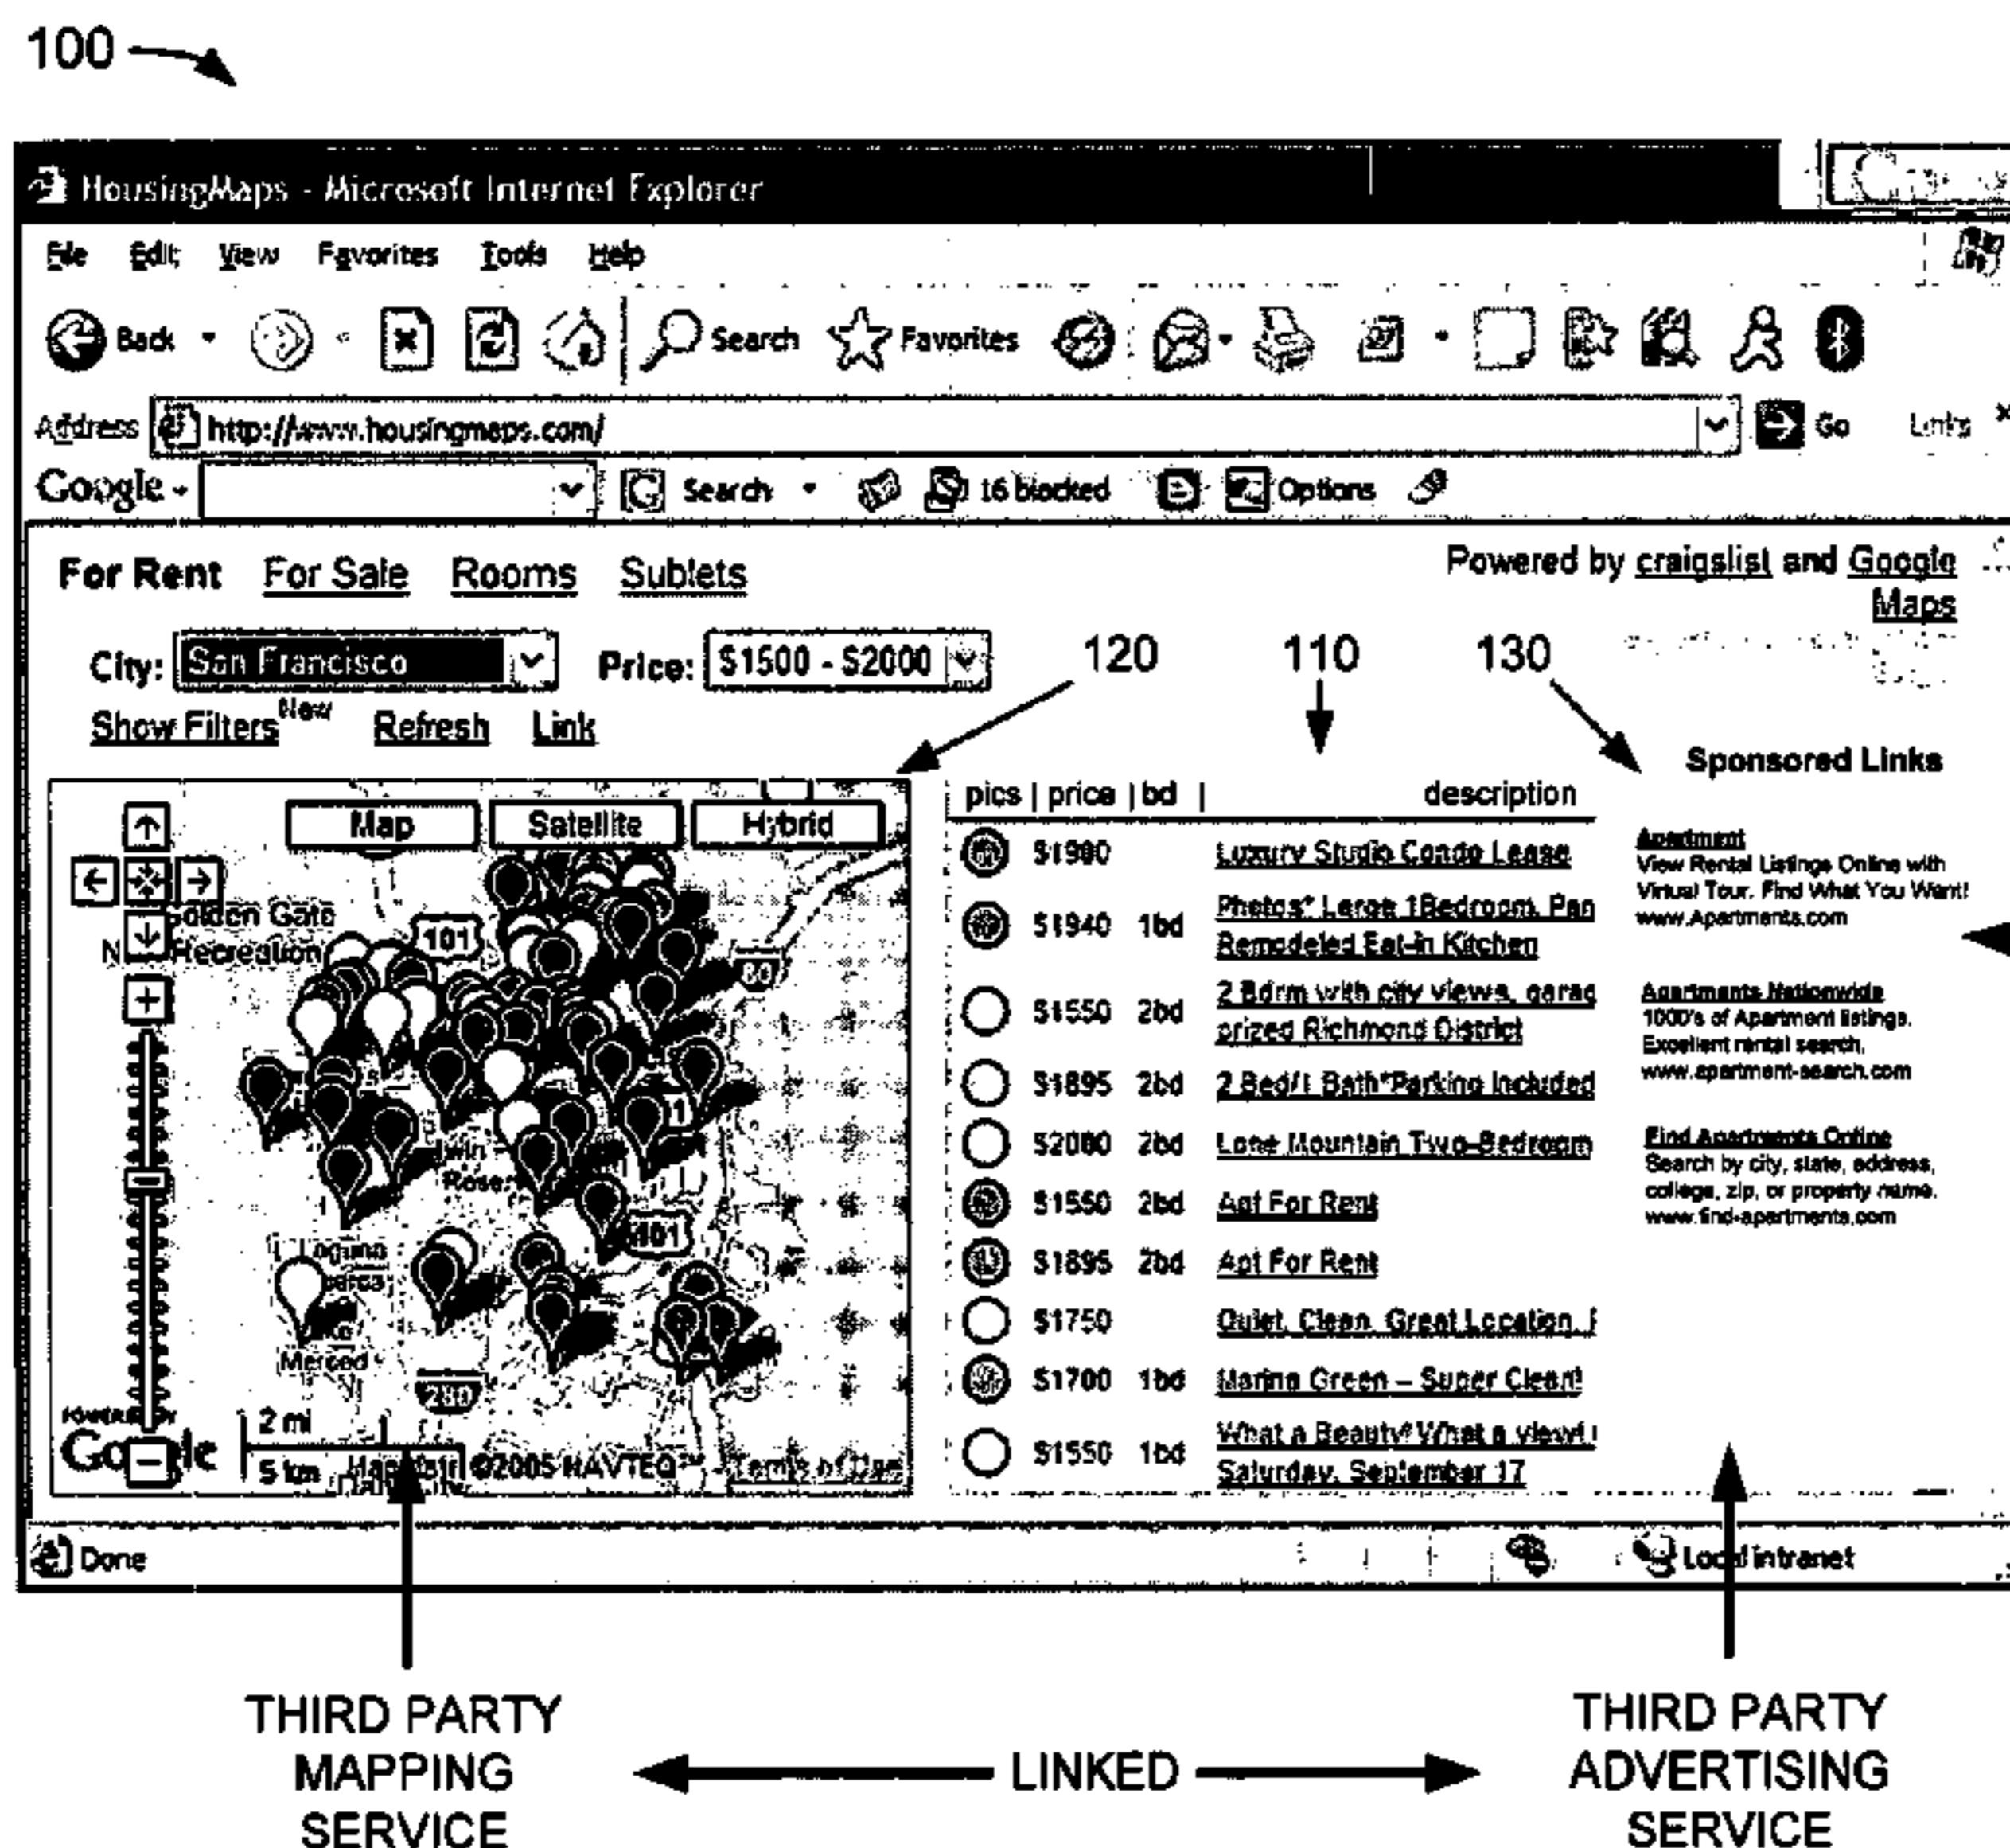 100
HousingMaps - Microsoft Internet Explorer
File Edit View Favorites Tools Help
Back Search Favorites
Address http://www.housingmaps.com/ Go Links
Google Search 16 blocked Options
For Rent For Sale Rooms Sublets
Powered by craigslist and Google
Maps
City: San Francisco Price: $1500 - $2000
120 110 130
Show Filters New Refresh Link
Sponsored Links
Map Satellite Hybrid
Golden Gate
Recreation
101
80
101
280
Merced
2 mi
5 km
Google
©2005 NAVTEQ Terms of Use
pics | price | bd | description
Luxury Studio Condo Lease
$1940 1bd Photos* Large 1Bedroom, Pan
Remodeled Eat-in Kitchen
$1550 2bd 2 Bdrm with city views, garag
prized Richmond District
$1895 2bd 2 Bed/1 Bath*Parking Included
2bd Lone Mountain Two-Bedroom
$1550 2bd Apt For Rent
$1895 2bd Apt For Rent
$1750 Quiet, Clean, Great Location,
$1700 1bd Marina Green – Super Clean!
$1550 1bd What a Beauty! What a view!
Saturday, September 17
Apartment
View Rental Listings Online with
Virtual Tour. Find What You Want!
www.Apartments.com
Apartments Nationwide
1000's of Apartment listings.
Excellent rental search.
www.apartment-search.com
Find Apartments Online
Search by city, state, address,
college, zip, or property name.
www.find-apartments.com
Done Local intranet
THIRD PARTY
MAPPING
SERVICE
LINKED
THIRD PARTY
ADVERTISING
SERVICE